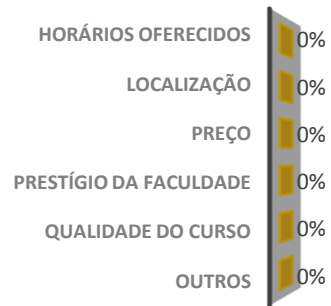 HORÁRIOS OFERECIDOS 0%
LOCALIZAÇÃO 0%
PREÇO 0%
PRESTÍGIO DA FACULDADE 0%
QUALIDADE DO CURSO 0%
OUTROS 0%